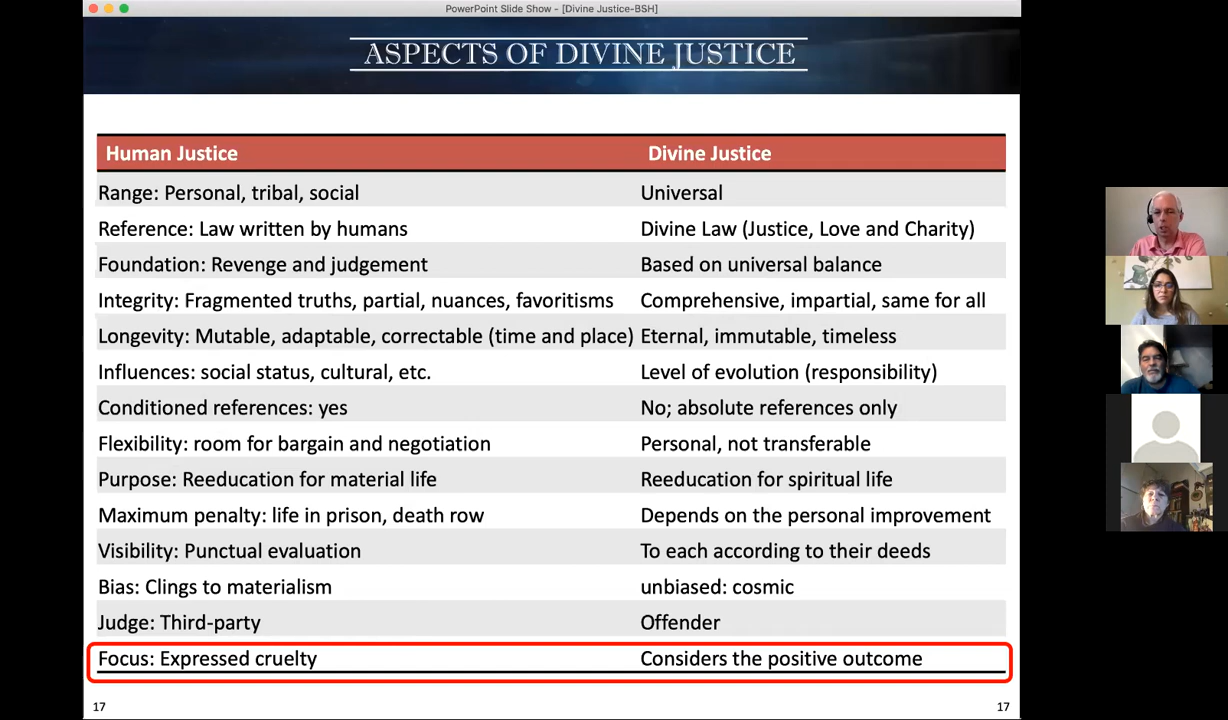 PowerPoint Slide Show - [Divine Justice-BSH]
ASPECTS OF DIVINE JUSTICE
Human Justice Divine Justice
Range: Personal, tribal, social Universal
Reference: Law written by humans Divine Law (Justice, Love and Charity)
Foundation: Revenge and judgement Based on universal balance
Integrity: Fragmented truths, partial, nuances, favoritisms Comprehensive, impartial, same for all
Longevity: Mutable, adaptable, correctable (time and place) Eternal, immutable, timeless
Influences: social status, cultural, etc. Level of evolution (responsibility)
Conditioned references: yes No; absolute references only
Flexibility: room for bargain and negotiation Personal, not transferable
Purpose: Reeducation for material life Reeducation for spiritual life
Maximum penalty: life in prison, death row Depends on the personal improvement
Visibility: Punctual evaluation To each according to their deeds
Bias: Clings to materialism unbiased: cosmic
Judge: Third-party Offender
Focus: Expressed cruelty Considers the positive outcome
17 17